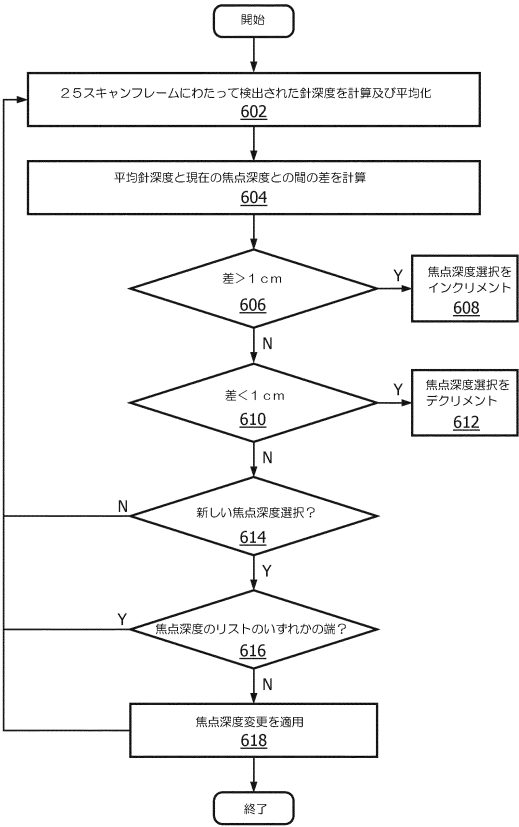 開始
２５スキャンフレームにわたって検出された針深度を計算及び平均化
602
平均針深度と現在の焦点深度との間の差を計算
604
差＞１ｃｍ
606
Y
焦点深度選択を
インクリメント
608
N
差＜１ｃｍ
610
Y
焦点深度選択を
デクリメント
612
N
新しい焦点深度選択？
614
N
Y
焦点深度のリストのいずれかの端？
616
Y
N
焦点深度変更を適用
618
終了